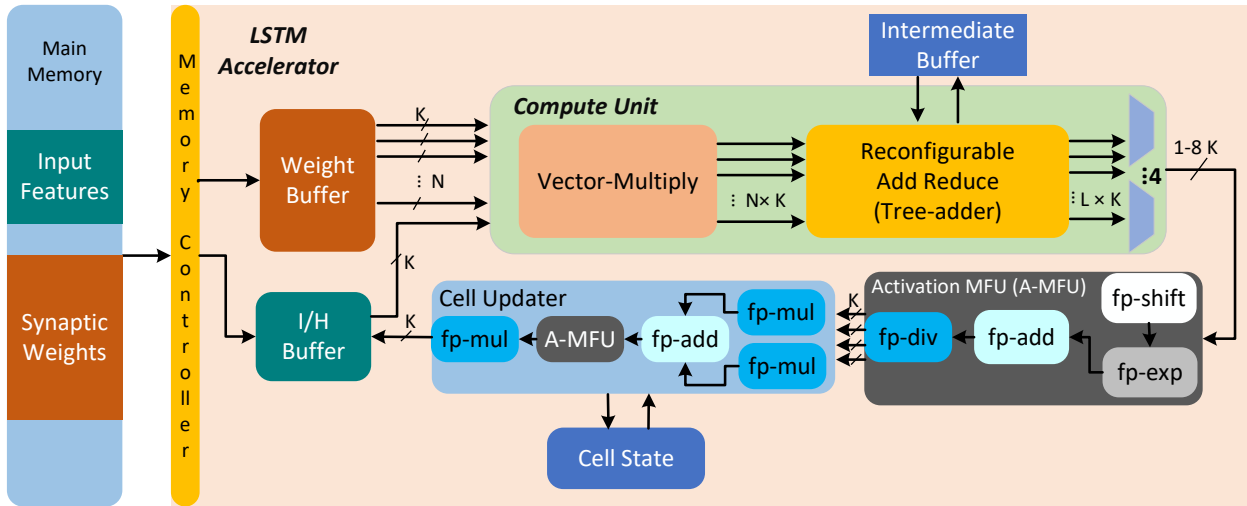 Main
Memory
Input
Features
Synaptic
Weights
Memory Controller
LSTM
Accelerator
Weight
Buffer
K
⋮ N
I/H
Buffer
K
K
Compute Unit
Vector-Multiply
⋮ N× K
Intermediate
Buffer
Reconfigurable
Add Reduce
(Tree-adder)
⋮ L × K
⋮4
1-8 K
Cell Updater
fp-mul
A-MFU
fp-add
fp-mul
fp-mul
K
Cell State
Activation MFU (A-MFU)
fp-shift
fp-div
fp-add
fp-exp